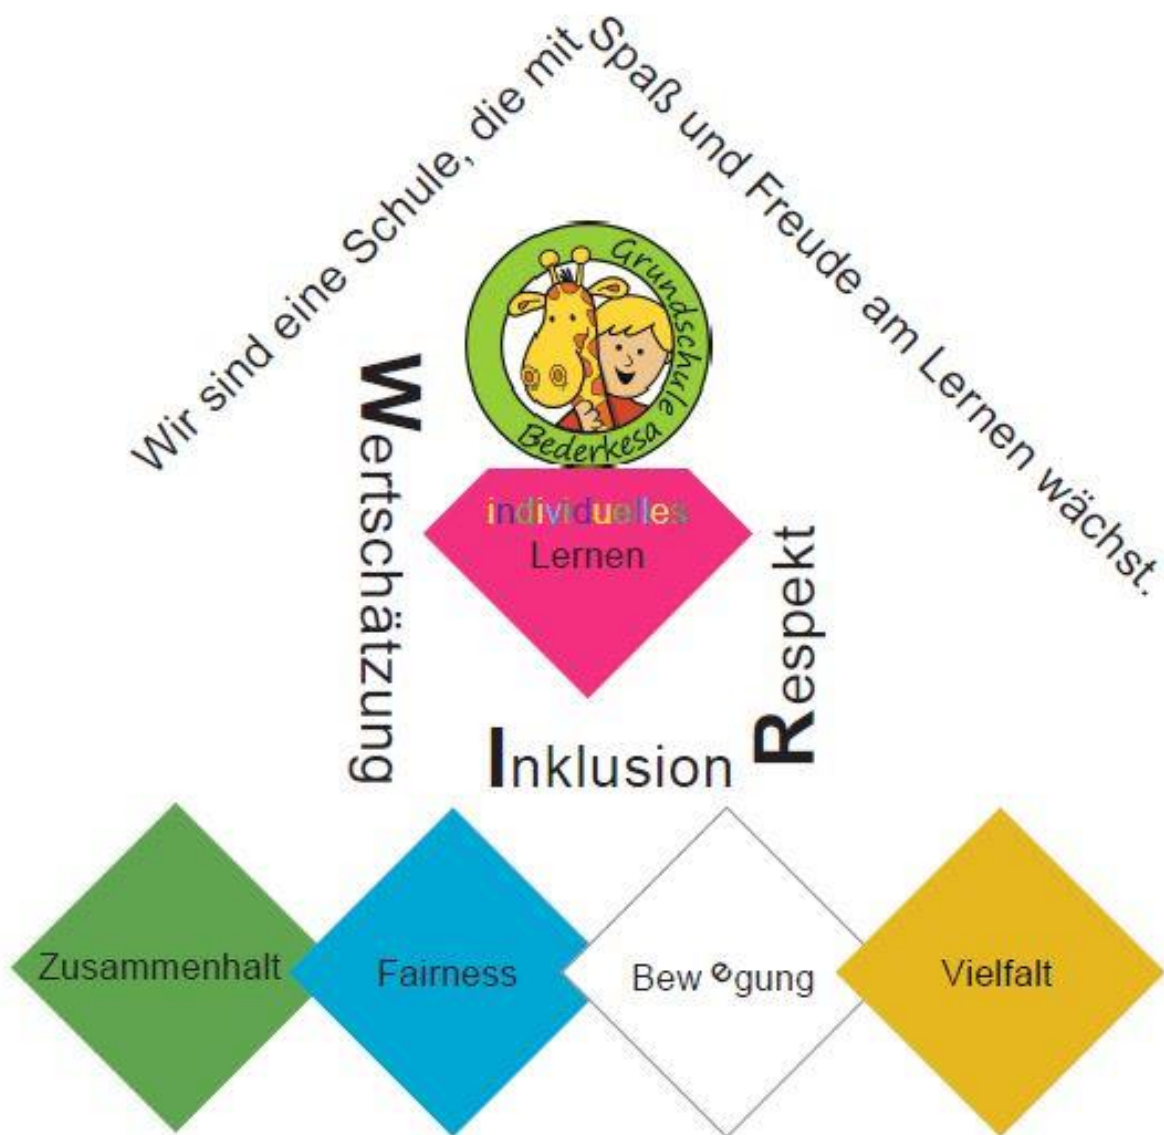 Wir sind eine Schule, die mit
Spaß und Freude am Lernen wächst.
Grundschule
Bederkesa
individuelles
Lernen
Wertschätzung
Inklusion
Respekt
Zusammenhalt
Fairness
Bewegung
Vielfalt